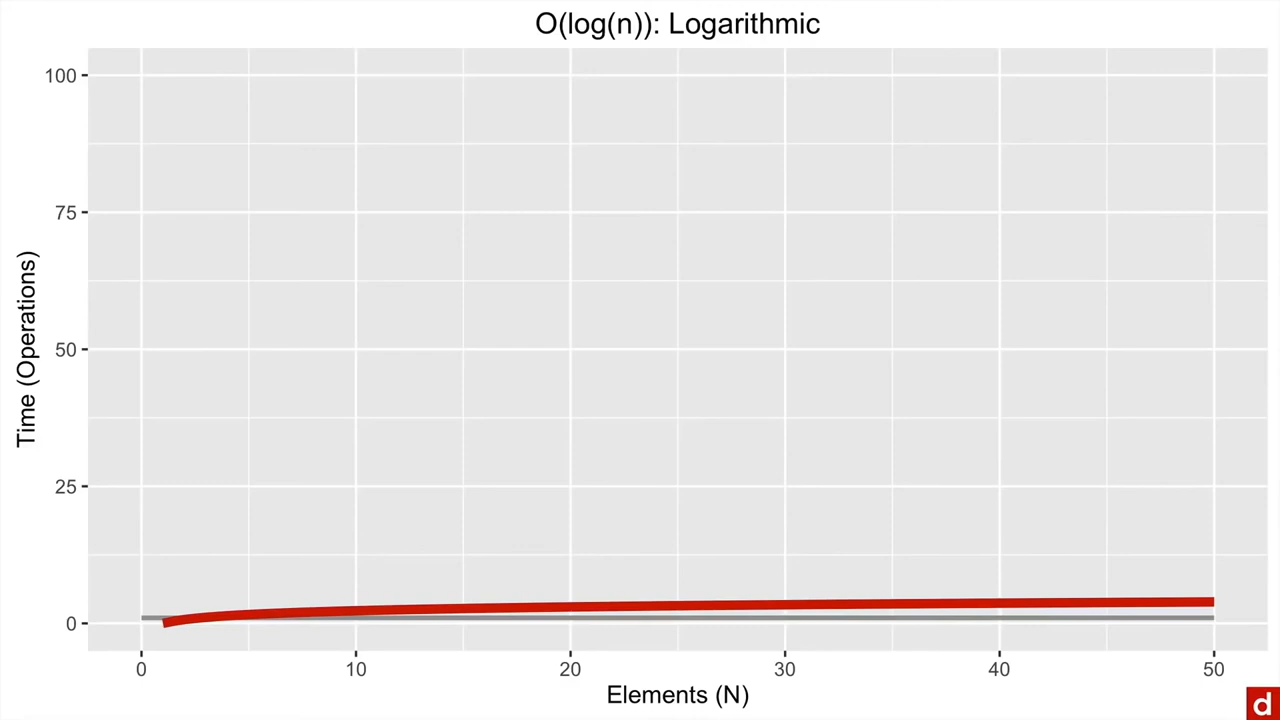 O(log(n)): Logarithmic
100
75
50
25
0
Time (Operations)
0 10 20 30 40 50
Elements (N)
d